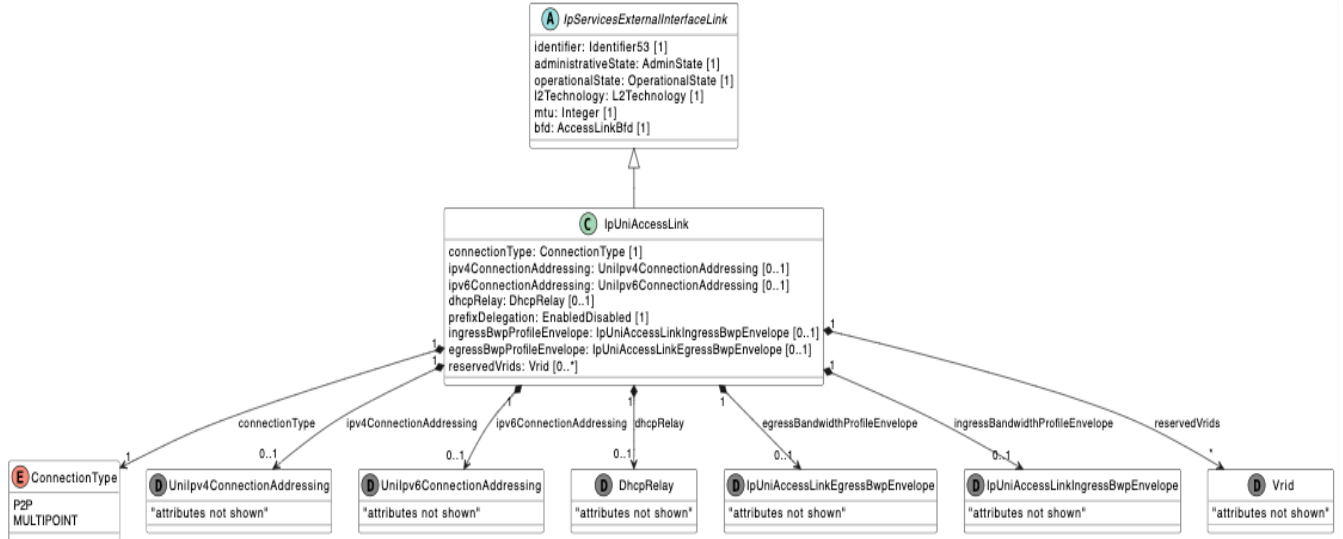 A IpServicesExternalInterfaceLink
identifier: Identifier53 [1]
administrativeState: AdminState [1]
operationalState: OperationalState [1]
l2Technology: L2Technology [1]
mtu: Integer [1]
bfd: AccessLinkBfd [1]
C IpUniAccessLink
connectionType: ConnectionType [1]
ipv4ConnectionAddressing: UniIpv4ConnectionAddressing [0..1]
ipv6ConnectionAddressing: UniIpv6ConnectionAddressing [0..1]
dhcpRelay: DhcpRelay [0..1]
prefixDelegation: EnabledDisabled [1]
ingressBwpProfileEnvelope: IpUniAccessLinkIngressBwpEnvelope [0..1]
egressBwpProfileEnvelope: IpUniAccessLinkEgressBwpEnvelope [0..1]
reservedVrids: Vrid [0..*]
1 1 1 1 1 1 1
connectionType ipv4ConnectionAddressing ipv6ConnectionAddressing dhcpRelay egressBandwidthProfileEnvelope ingressBandwidthProfileEnvelope reservedVrids
1 0..1 0..1 0..1 0..1 0..1 *
E ConnectionType
P2P
MULTIPOINT
D UniIpv4ConnectionAddressing
"attributes not shown"
D UniIpv6ConnectionAddressing
"attributes not shown"
D DhcpRelay
"attributes not shown"
D IpUniAccessLinkEgressBwpEnvelope
"attributes not shown"
D IpUniAccessLinkIngressBwpEnvelope
"attributes not shown"
D Vrid
"attributes not shown"